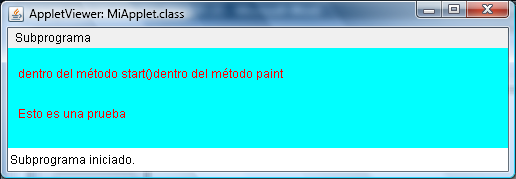 AppletViewer: MiApplet.class
Subprograma
dentro del método start()dentro del método paint
Esto es una prueba
Subprograma iniciado.